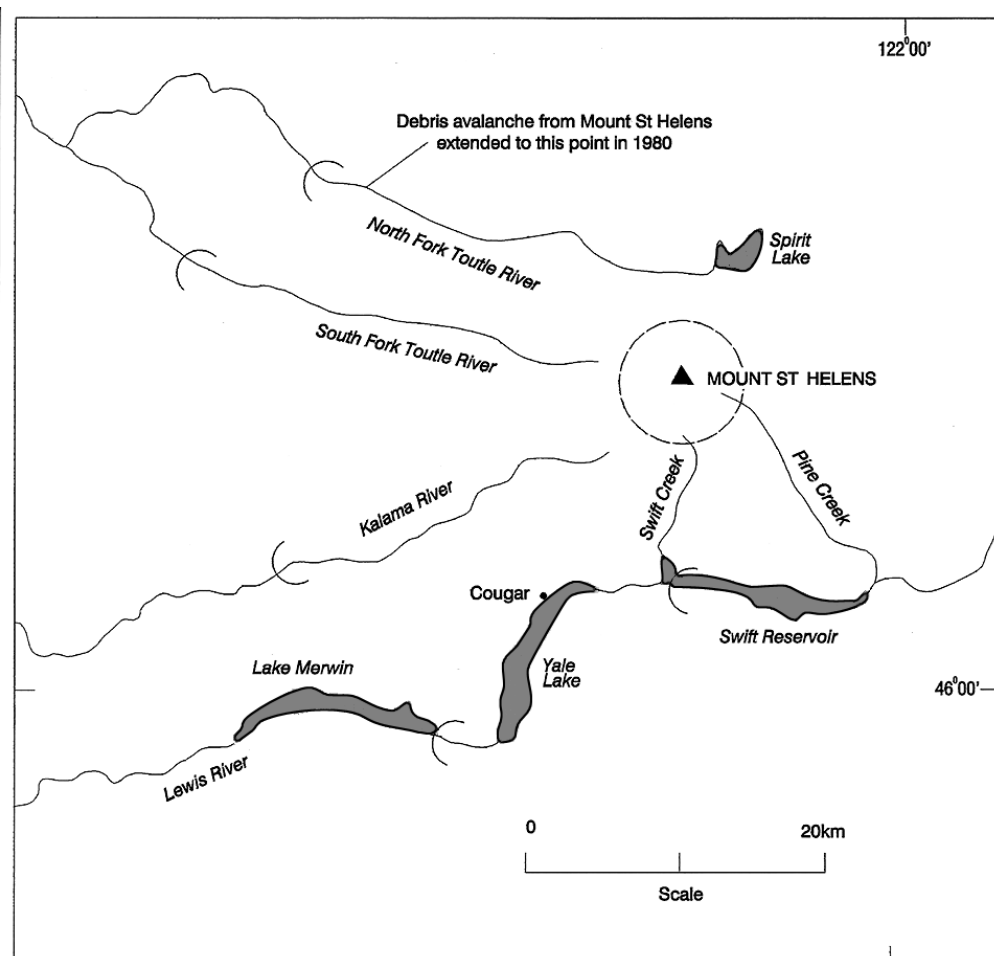 122°00'
Debris avalanche from Mount St Helens
extended to this point in 1980
North Fork Toutle River
Spirit
Lake
South Fork Toutle River
MOUNT ST HELENS
Swift Creek
Pine Creek
Kalama River
Cougar
Swift Reservoir
Lake Merwin
Yale
Lake
46°00'
Lewis River
0
20km
Scale